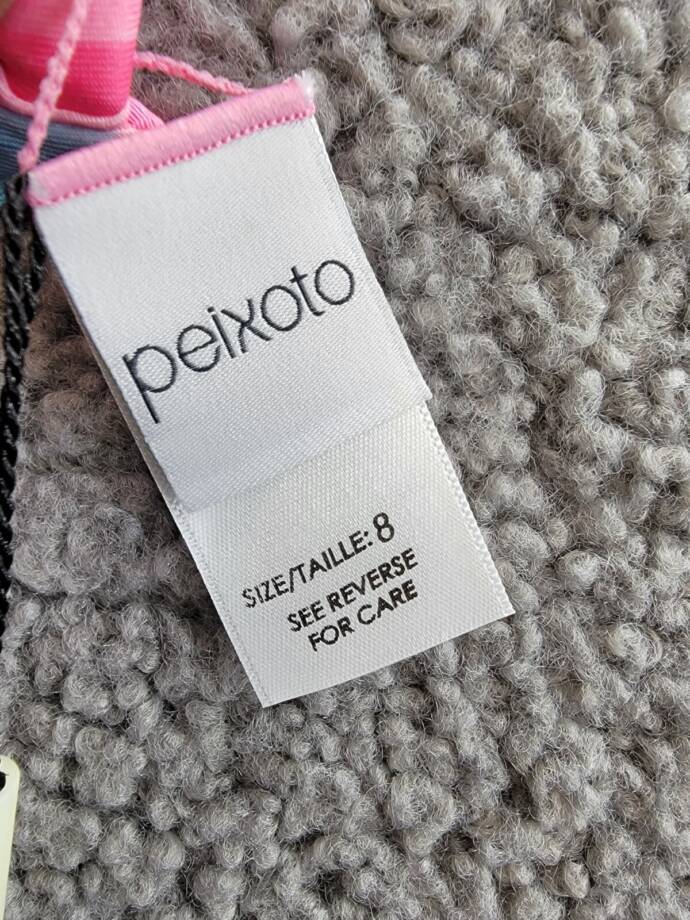 peixoto
SIZE/TAILLE: 8
SEE REVERSE
FOR CARE